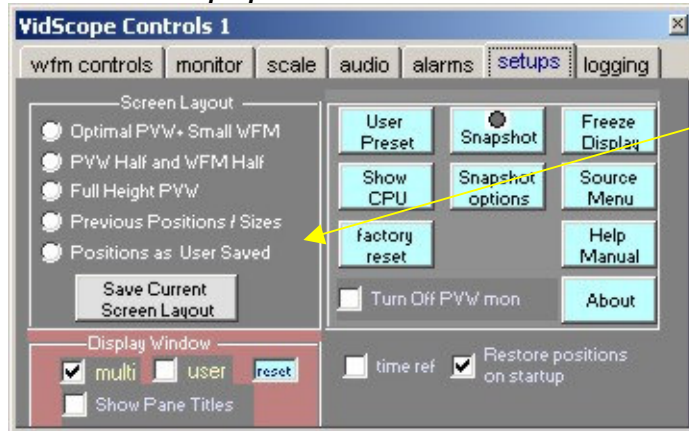 VidScope Controls 1
wfm controls monitor scale audio alarms setups logging
Screen Layout
Optimal PVW+ Small WFM
PVW Half and WFM Half
Full Height PVW
Previous Positions / Sizes
Positions as User Saved
Save Current
Screen Layout
User
Preset
Snapshot
Freeze
Display
Show
CPU
Snapshot
options
Source
Menu
factory
reset
Help
Manual
Turn Off PVW mon
About
Display Window
multi user reset
Show Pane Titles
time ref
Restore positions
on startup